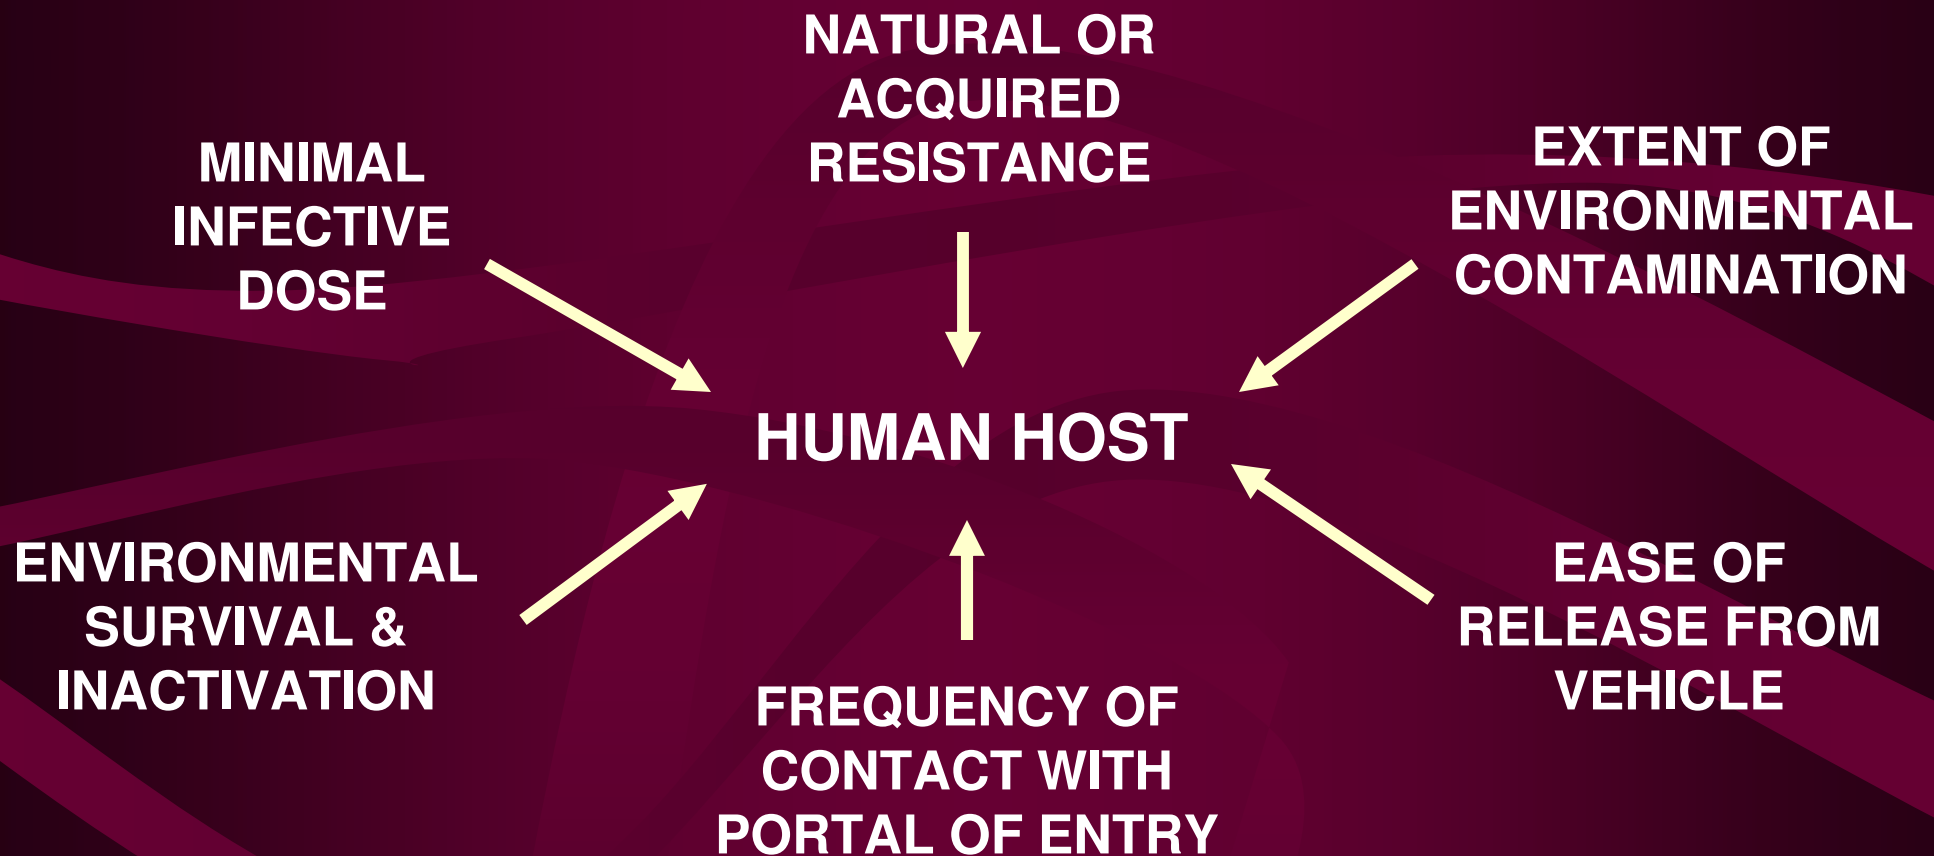 NATURAL OR
ACQUIRED
RESISTANCE
MINIMAL
INFECTIVE
DOSE
EXTENT OF
ENVIRONMENTAL
CONTAMINATION
HUMAN HOST
ENVIRONMENTAL
SURVIVAL &
INACTIVATION
FREQUENCY OF
CONTACT WITH
PORTAL OF ENTRY
EASE OF
RELEASE FROM
VEHICLE